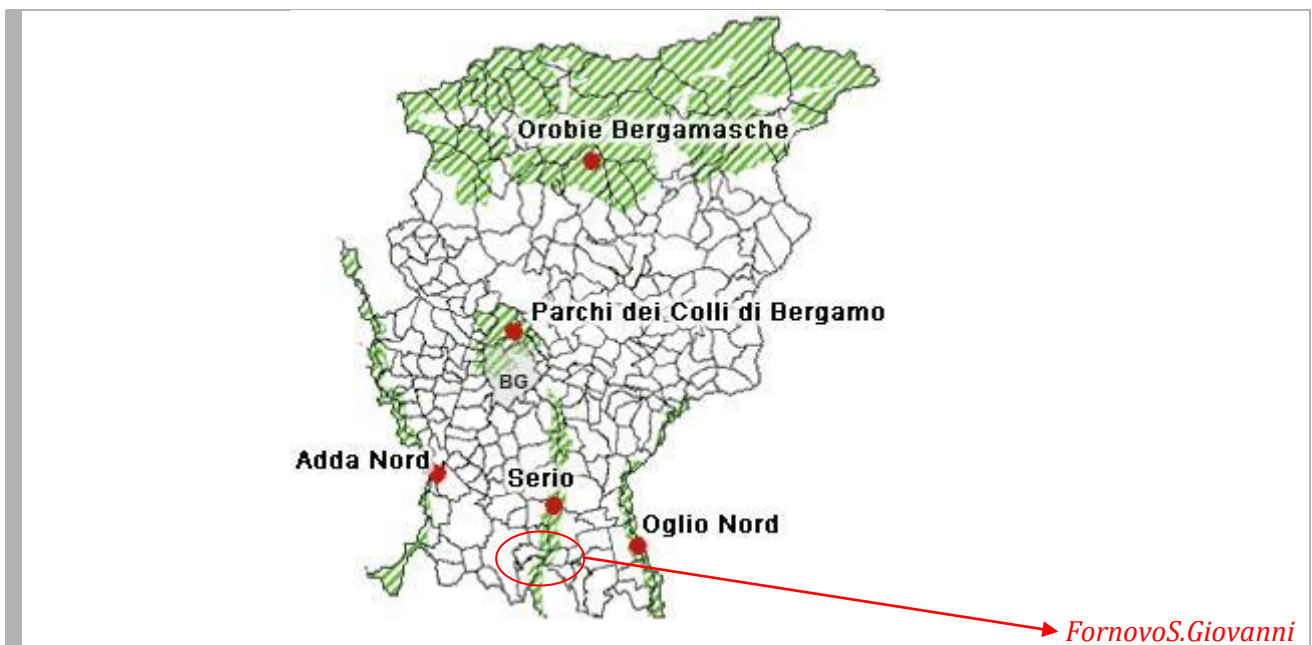 Orobie Bergamasche
Parchi dei Colli di Bergamo
BG
Adda Nord
Serio
Oglio Nord
FornovoS.Giovanni